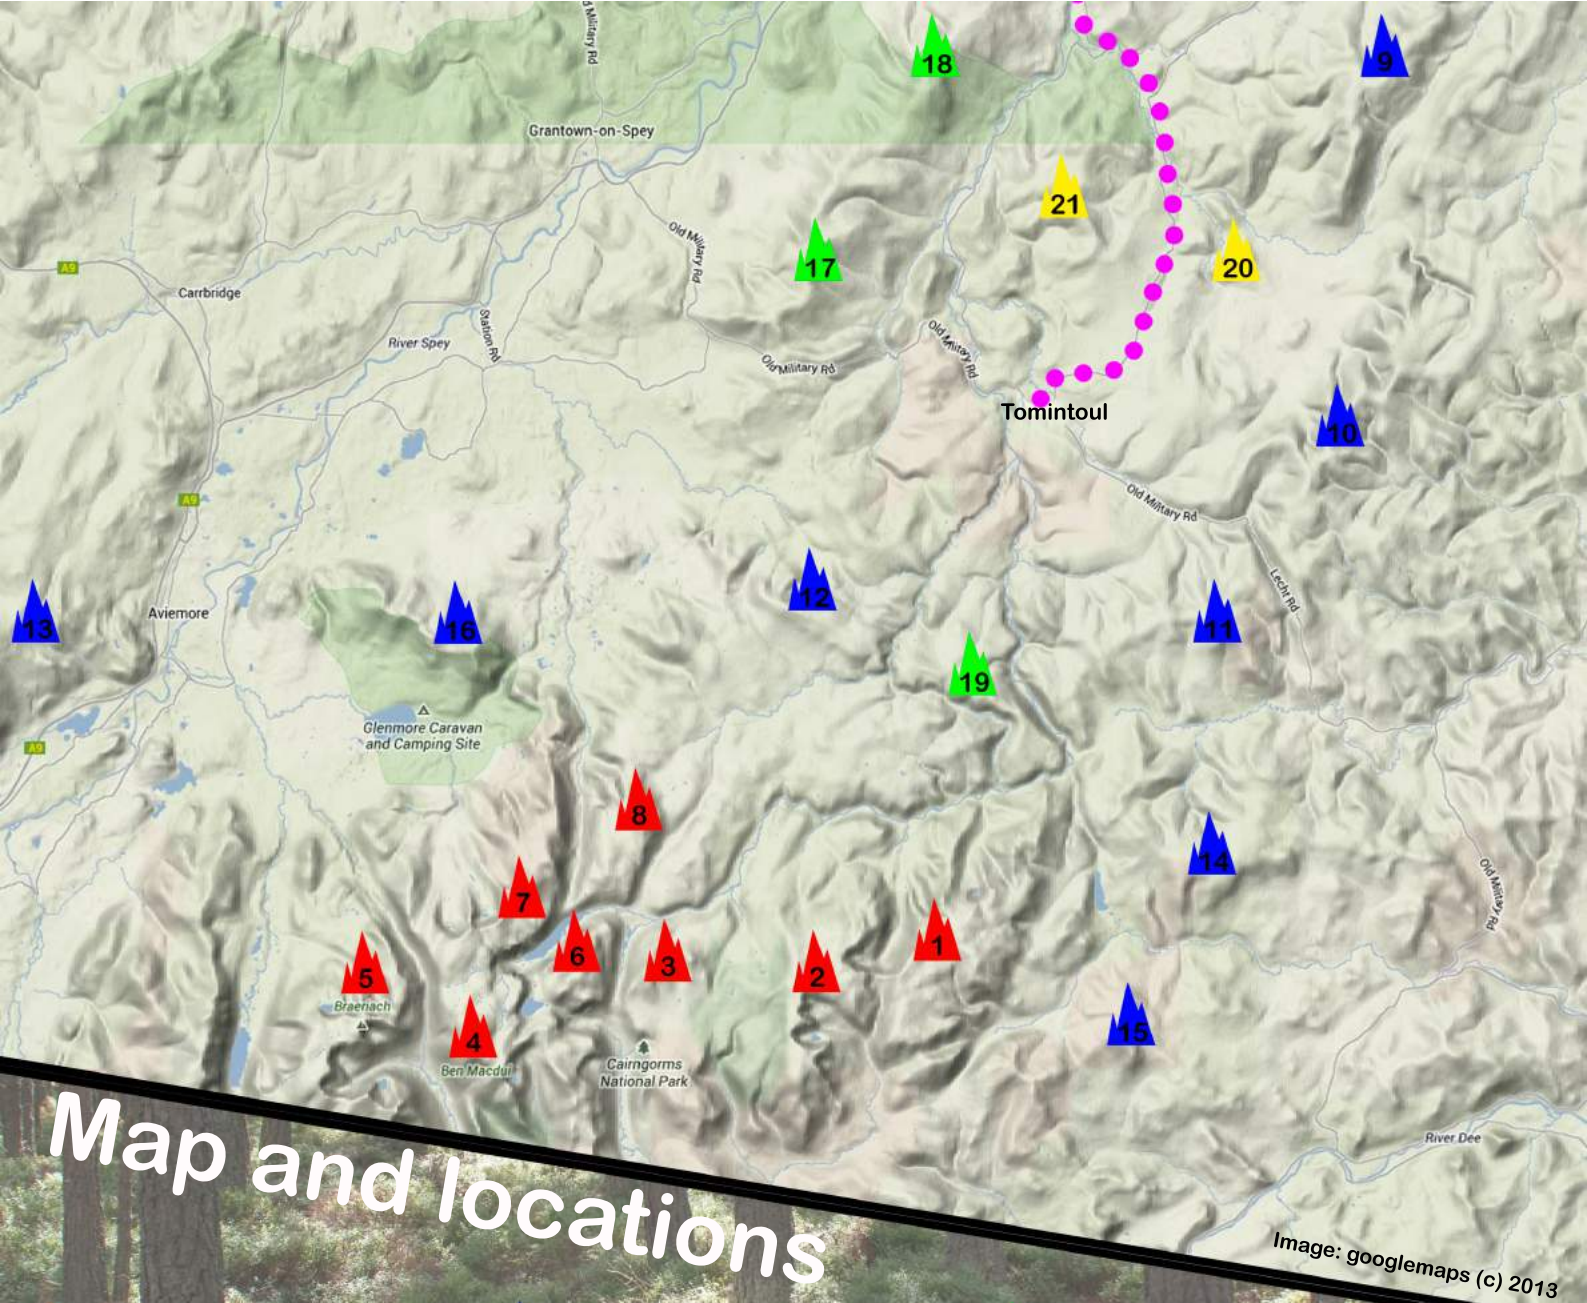 d Military Rd
18
9
Grantown-on-Spey
21
Old Military Rd
17
20
A9
Carrbridge
Station Rd
River Spey
Old Military Rd
Old Military Rd
Tomintoul
10
A9
Old Military Rd
12
Lecht Rd
13
Aviemore
16
11
19
Glenmore Caravan
and Camping Site
A9
8
14
Old Military Rd
7
1
6
3
2
5
Braeriach
15
4
Ben Macdui
Cairngorms
National Park
River Dee
Map and locations
Image: googlemaps (c) 2013